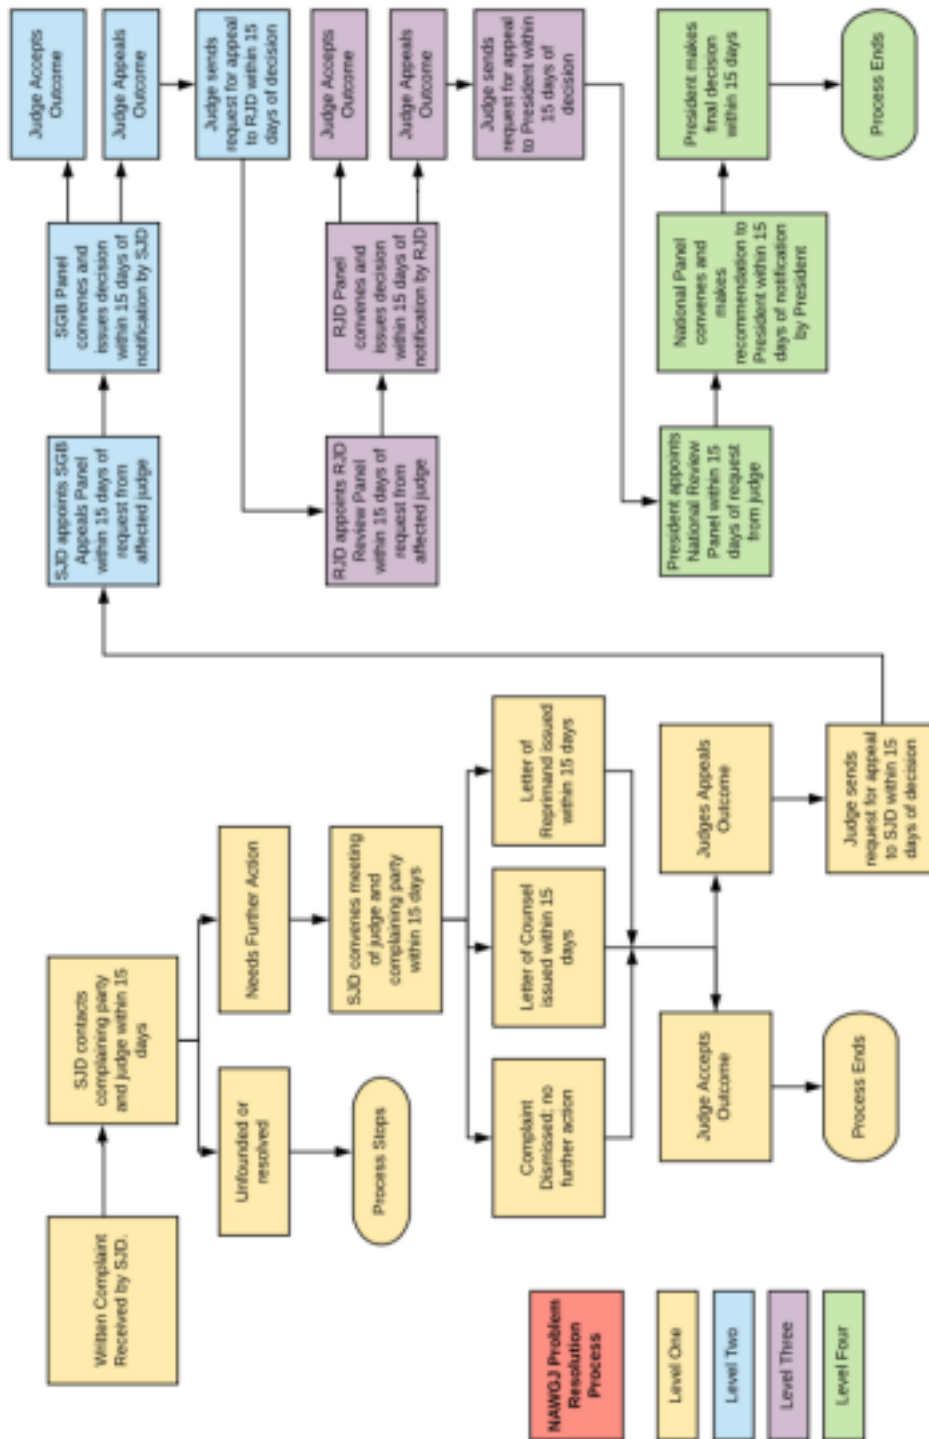 Written Complaint
Received by SJD.
SJD contacts
complaining party
and judge within 15
days
Unfounded or
resolved
Process Stops
Needs Further Action
SJD convenes meeting
of judge and
complaining party
within 15 days
Complaint
Dismissed; no
further action
Letter of Counsel
issued within 15
days
Letter of
Reprimand issued
within 15 days
Judge Accepts
Outcome
Process Ends
Judges Appeals
Outcome
Judge sends
request for appeal
to SJD within 15
days of decision
SJD appoints SGB
Appeals Panel
within 15 days of
request from
affected judge
SGB Panel
convenes and
issues decision
within 15 days of
notification by SJD
Judge Accepts
Outcome
Judge Appeals
Outcome
Judge sends
request for appeal
to RJD within 15
days of decision
RJD appoints RJD
Review Panel
within 15 days of
request from
affected judge
RJD Panel
convenes and
issues decision
within 15 days of
notification by RJD
Judge Accepts
Outcome
Judge Appeals
Outcome
Judge sends
request for appeal
to President within
15 days of
decision
President appoints
National Review
Panel within 15
days of request
from judge
National Panel
convenes and
makes
recommendation to
President within 15
days of notification
by President
President makes
final decision
within 15 days
Process Ends
NAWGJ Problem
Resolution
Process
Level One
Level Two
Level Three
Level Four